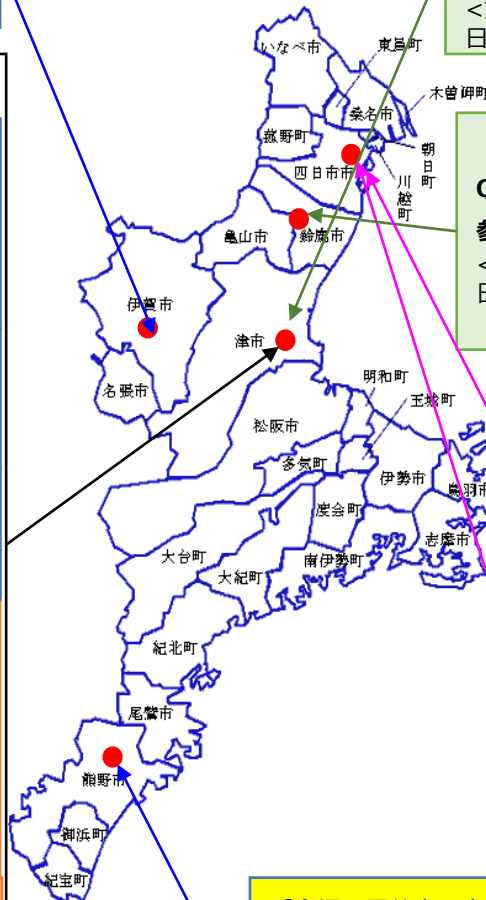 いなべ市
東員町
木曽岬町
桑名市
菰野町
朝日町
四日市市
川越町
亀山市
鈴鹿市
伊賀市
津市
名張市
明和町
玉城町
松阪市
多気町
伊勢市
鳥羽市
度会町
志摩市
大台町
南伊勢町
大紀町
紀北町
尾鷲市
熊野市
御浜町
紀宝町